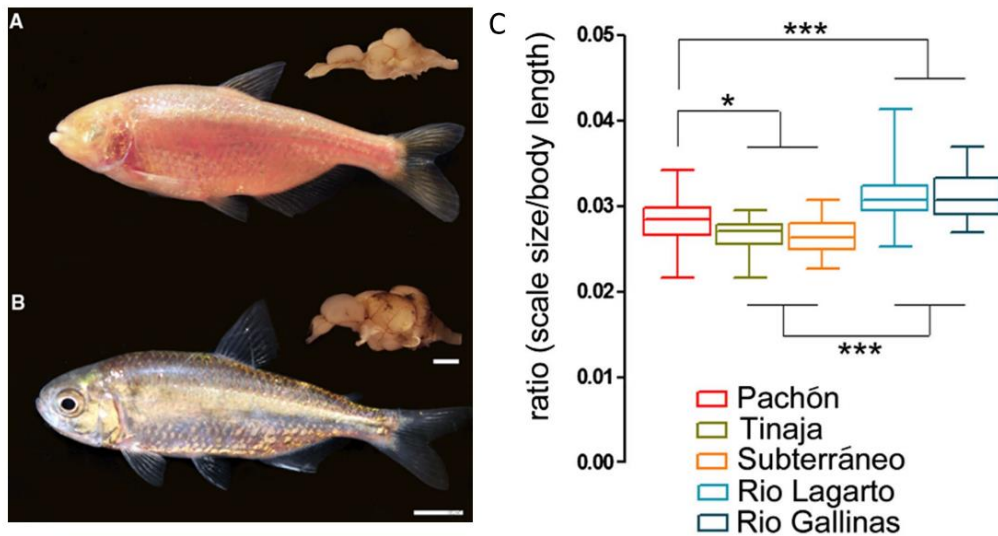 A
B
C
ratio (scale size/body length)
0.05
0.04
0.03
0.02
0.01
0.00
***
*
***
Pachón
Tinaja
Subterráneo
Rio Lagarto
Rio Gallinas